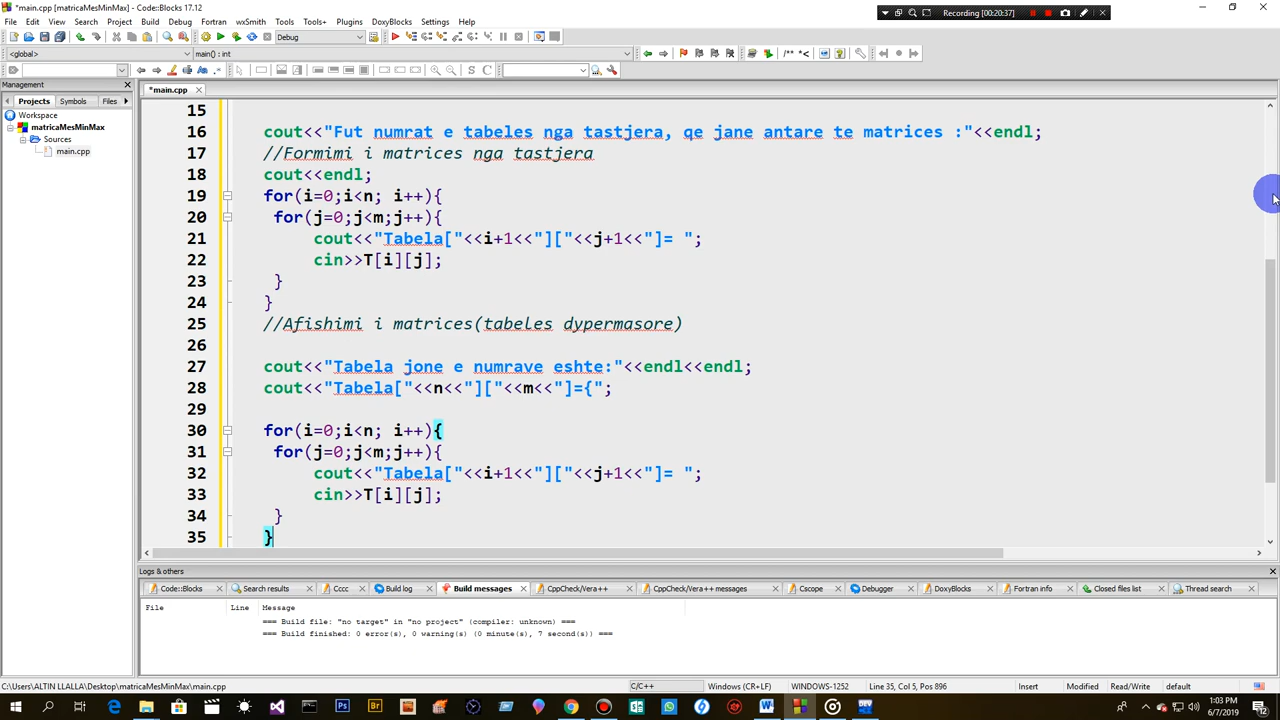 *main.cpp [matricaMesMinMax] - Code::Blocks 17.12
Recording [00:20:37]
File Edit View Search Project Build Debug Fortran wxSmith Tools Tools+ Plugins DoxyBlocks Settings Help
Debug
<global> main() : int
/** *<
S C
Management
*main.cpp
Projects Symbols Files
Workspace
matricaMesMinMax
Sources
main.cpp
15
16 cout<<"Fut numrat e tabeles nga tastjera, qe jane antare te matrices :"<<endl;
17 //Formimi i matrices nga tastjera
18 cout<<endl;
19 for(i=0;i<n; i++){
20 for(j=0;j<m;j++){
21 cout<<"Tabela["<<i+1<<"]["<<j+1<<"]= ";
22 cin>>T[i][j];
23 }
24 }
25 //Afishimi i matrices(tabeles dypermasore)
26
27 cout<<"Tabela jone e numrave eshte:"<<endl<<endl;
28 cout<<"Tabela["<<n<<"]["<<m<<"]={";
29
30 for(i=0;i<n; i++){
31 for(j=0;j<m;j++){
32 cout<<"Tabela["<<i+1<<"]["<<j+1<<"]= ";
33 cin>>T[i][j];
34 }
35 }
Logs & others
Code::Blocks Search results Cccc Build log Build messages CppCheck/Vera++ CppCheck/Vera++ messages Cscope Debugger DoxyBlocks Fortran info Closed files list Thread search
File Line Message
=== Build file: "no target" in "no project" (compiler: unknown) ===
=== Build finished: 0 error(s), 0 warning(s) (0 minute(s), 7 second(s)) ===
C:\Users\ALTIN LLALLA\Desktop\matricaMesMinMax\main.cpp C/C++ Windows (CR+LF) WINDOWS-1252 Line 35, Col 5, Pos 896 Insert Modified Read/Write default
1:03 PM
6/7/2019